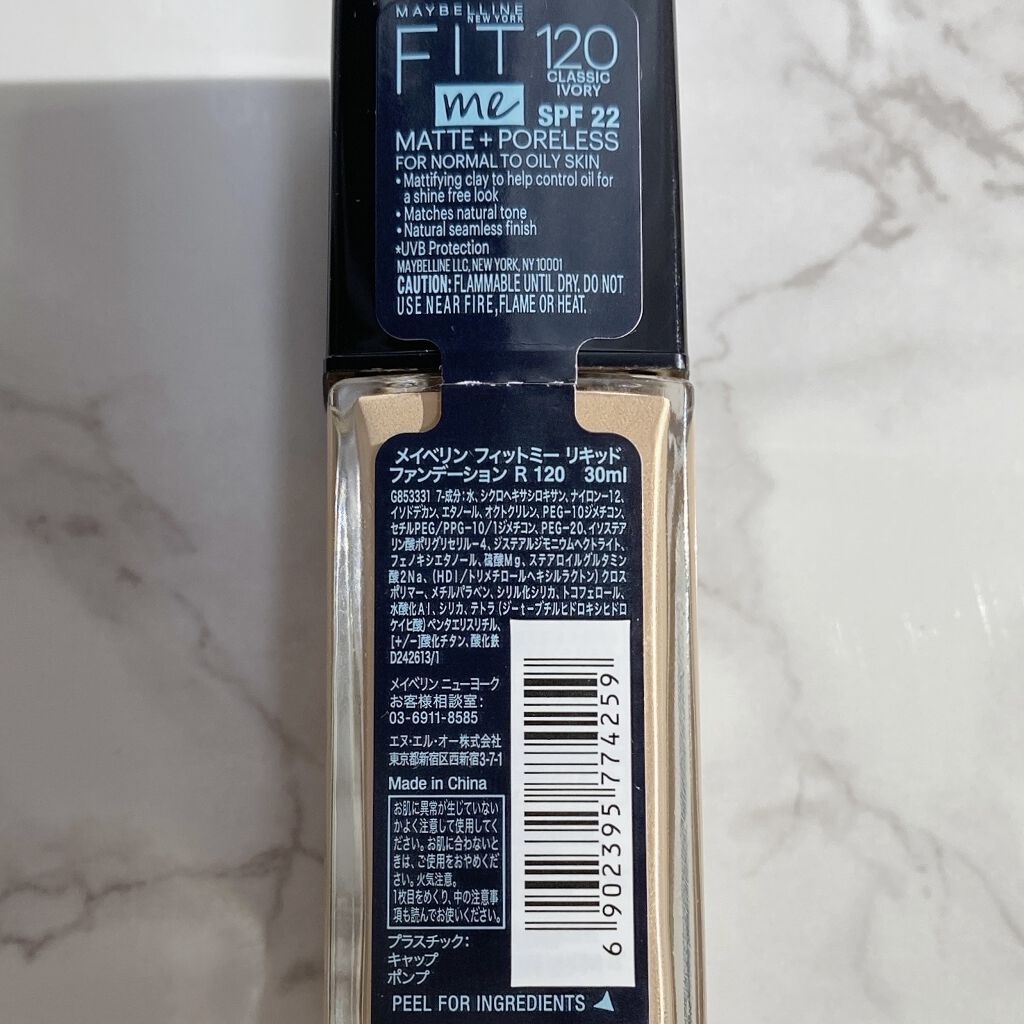 MAYBELLINE
NEW YORK
FIT
me
120
CLASSIC
IVORY
SPF 22
MATTE + PORELESS
FOR NORMAL TO OILY SKIN
• Mattifying clay to help control oil for
a shine free look
• Matches natural tone
• Natural seamless finish
*UVB Protection
MAYBELLINE LLC, NEW YORK, NY 10001
CAUTION: FLAMMABLE UNTIL DRY. DO NOT
USE NEAR FIRE, FLAME OR HEAT.
メイベリン フィットミー リキッド
ファンデーション R 120 30ml
G853331 7-成分:水、シクロヘキサシロキサン、ナイロン-12、
イソドデカン、エタノール、オクトクリレン、PEG-10ジメチコン、
セチルPEG/PPG-10/1ジメチコン、PEG-20、イソステア
リン酸ポリグリセリル-4、ジステアルジモニウムヘクトライト、
フェノキシエタノール、硫酸Mg、ステアロイルグルタミン
酸2Na、(HDI/トリメチロールヘキシルラクトン)クロス
ポリマー、メチルパラベン、シリル化シリカ、トコフェロール、
水酸化Al、シリカ、テトラ(ジ-t-ブチルヒドロキシヒドロ
ケイヒ酸)ペンタエリスリチル、
[+/-]酸化チタン、酸化鉄
D242613/1
メイベリン ニューヨーク
お客様相談室:
03-6911-8585
エヌ・エル・オー株式会社
東京都新宿区西新宿3-7-1
Made in China
お肌に異常が生じていない
かよく注意して使用してく
ださい。お肌に合わないと
きは、ご使用をおやめくだ
さい。火気注意。
1枚目をめくり、中の注意事
項も読んでお使いください。
プラスチック:
キャップ
ポンプ
PEEL FOR INGREDIENTS
6 902395 774259